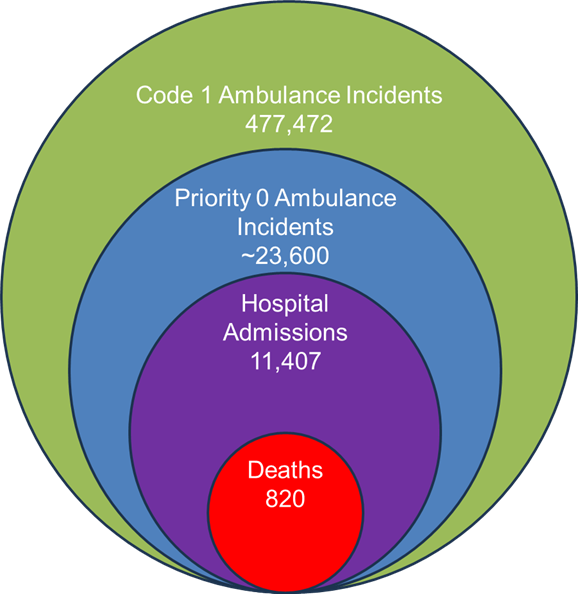 Code 1 Ambulance Incidents
477,472
Priority 0 Ambulance
Incidents
~23,600
Hospital
Admissions
11,407
Deaths
820